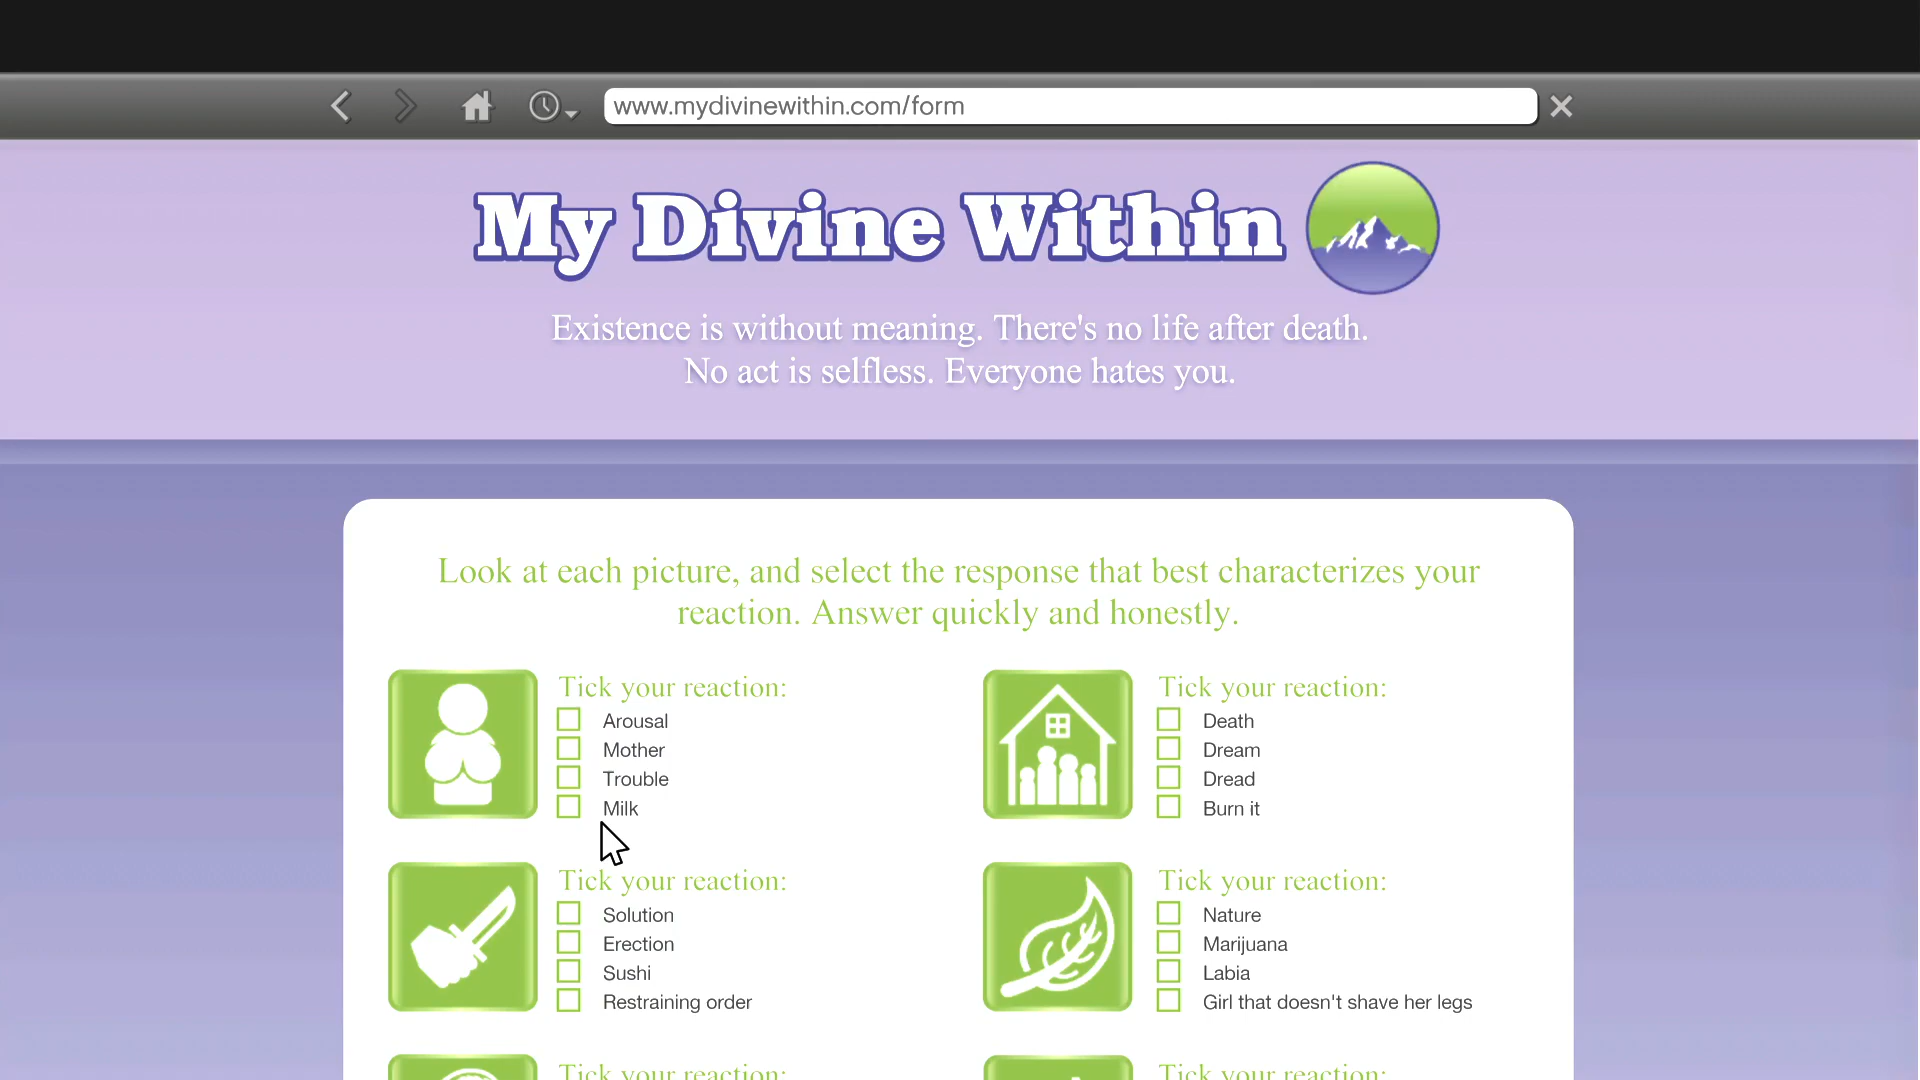 www.mydivinewithin.com/form
My Divine Within
Existence is without meaning. There's no life after death.
No act is selfless. Everyone hates you.
Look at each picture, and select the response that best characterizes your
reaction. Answer quickly and honestly.
Tick your reaction:
Arousal
Mother
Trouble
Milk
Tick your reaction:
Death
Dream
Dread
Burn it
Tick your reaction:
Solution
Erection
Sushi
Restraining order
Tick your reaction:
Nature
Marijuana
Labia
Girl that doesn't shave her legs
Tick your reaction:
Tick your reaction: